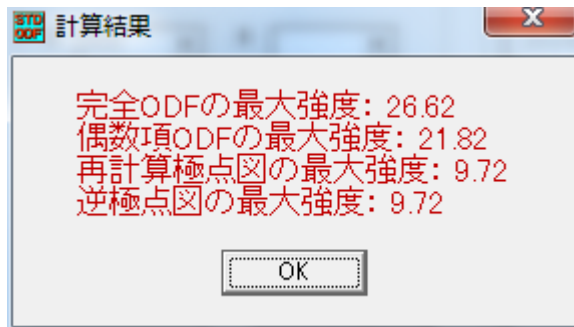 STD
ODF
計算結果
完全ODFの最大強度: 26.62
偶数項ODFの最大強度: 21.82
再計算極点図の最大強度: 9.72
逆極点図の最大強度: 9.72
OK